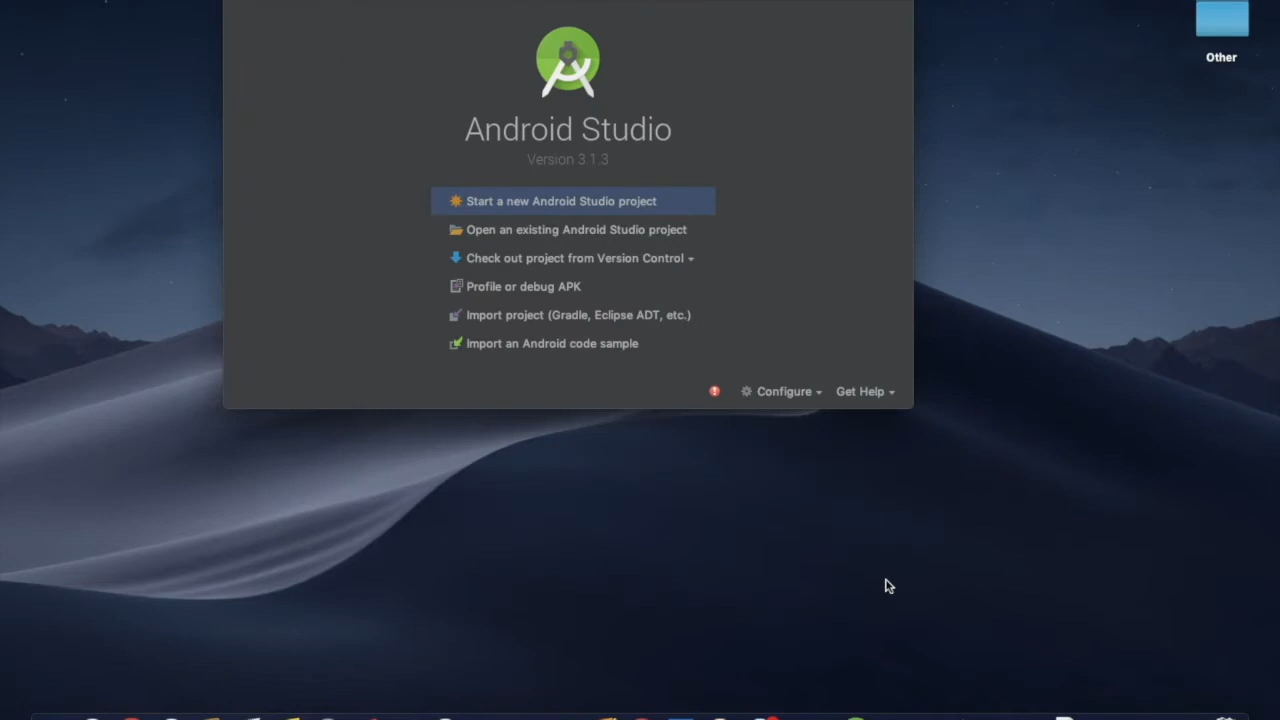 Other
Android Studio
Version 3.1.3
Start a new Android Studio project
Open an existing Android Studio project
Check out project from Version Control
Profile or debug APK
Import project (Gradle, Eclipse ADT, etc.)
Import an Android code sample
Configure
Get Help